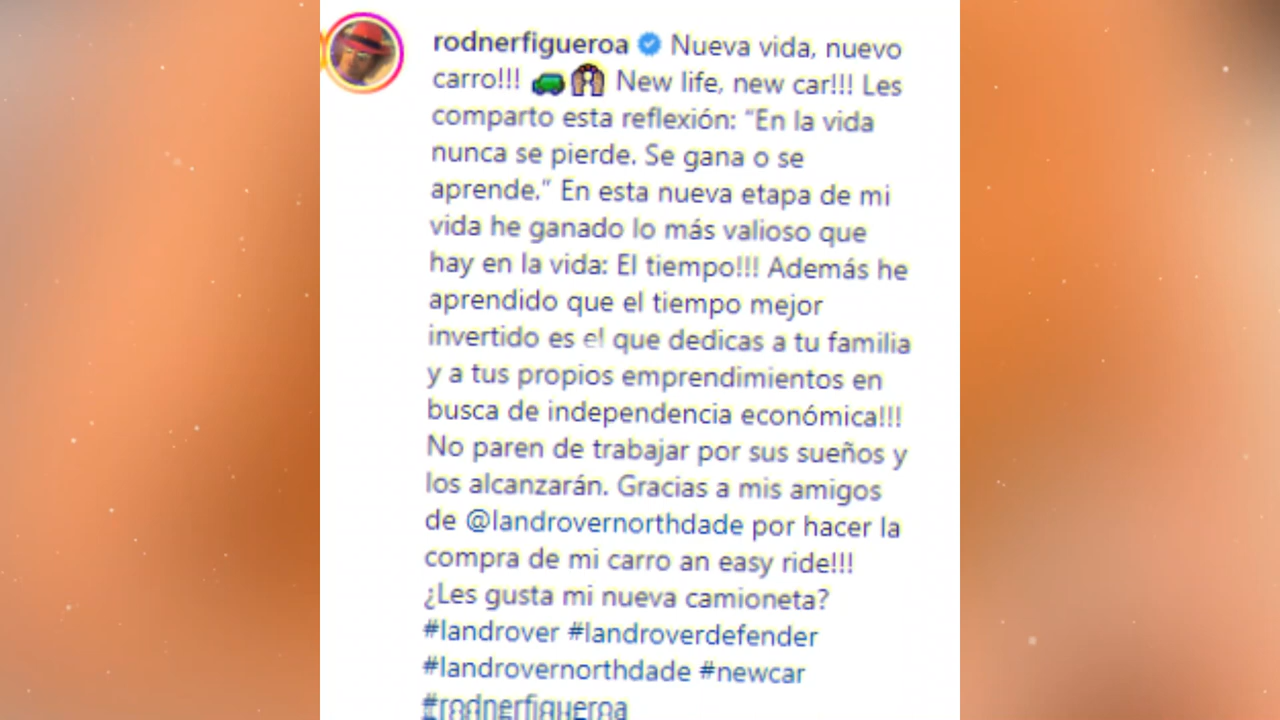 rodnerfigueroa Nueva vida, nuevo
carro!!! 🚙🙌 New life, new car!!! Les
comparto esta reflexión: "En la vida
nunca se pierde. Se gana o se
aprende." En esta nueva etapa de mi
vida he ganado lo más valioso que
hay en la vida: El tiempo!!! Además he
aprendido que el tiempo mejor
invertido es el que dedicas a tu familia
y a tus propios emprendimientos en
busca de independencia económica!!!
No paren de trabajar por sus sueños y
los alcanzarán. Gracias a mis amigos
de @landrovernorthdade por hacer la
compra de mi carro an easy ride!!!
¿Les gusta mi nueva camioneta?
#landrover #landroverdefender
#landrovernorthdade #newcar
#rodnerfigueroa